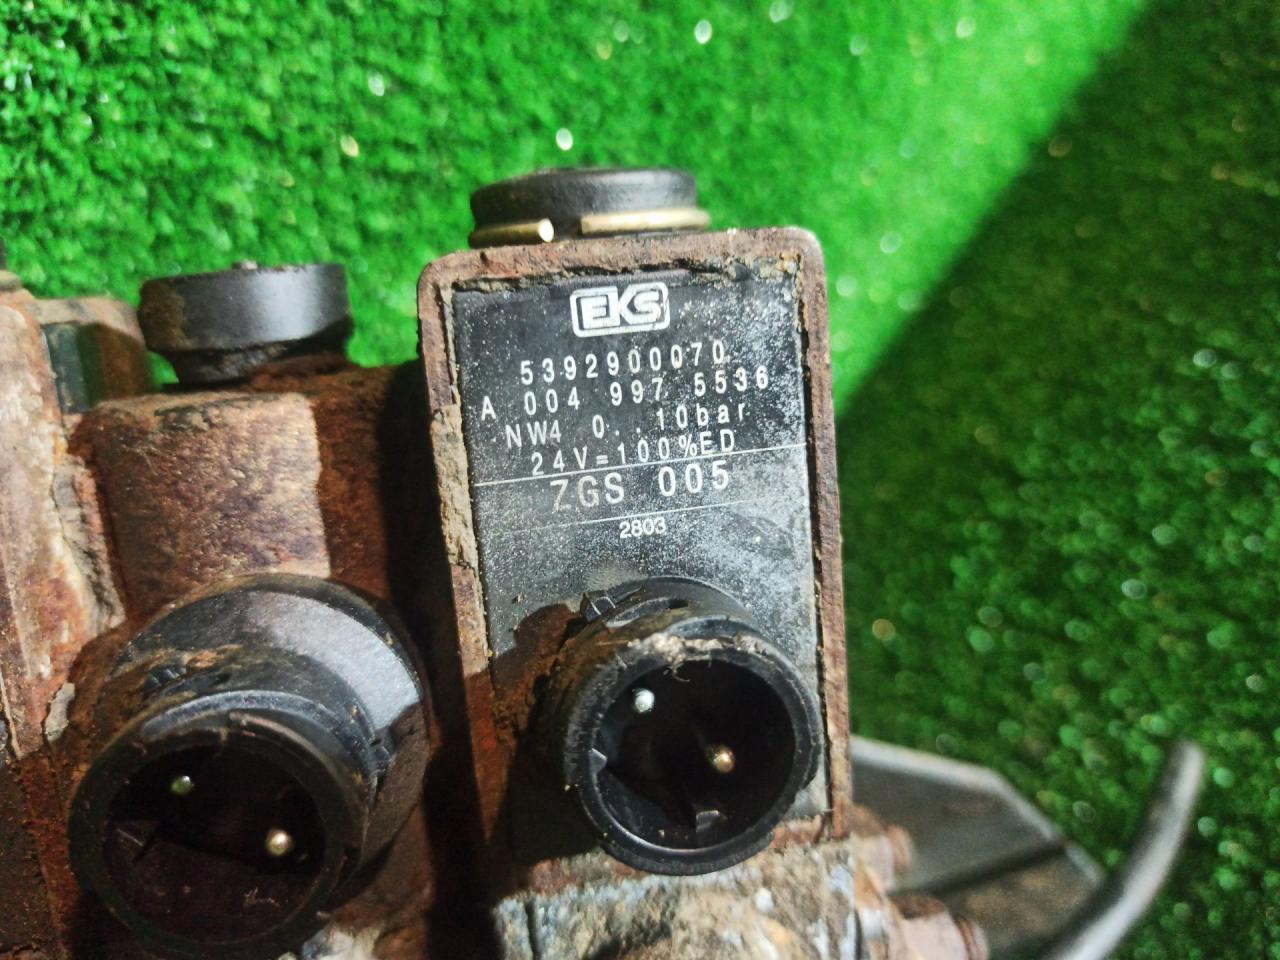 EKS
5392900070
A 004 997 5536
NW4 0..10bar
24V=100%ED
ZGS 005
2803